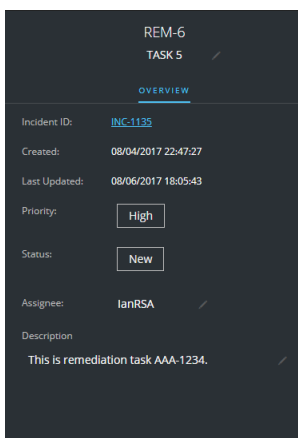 REM-6
TASK 5
OVERVIEW
Incident ID: INC-1135
Created: 08/04/2017 22:47:27
Last Updated: 08/06/2017 18:05:43
Priority: High
Status: New
Assignee: IanRSA
Description
This is remediation task AAA-1234.